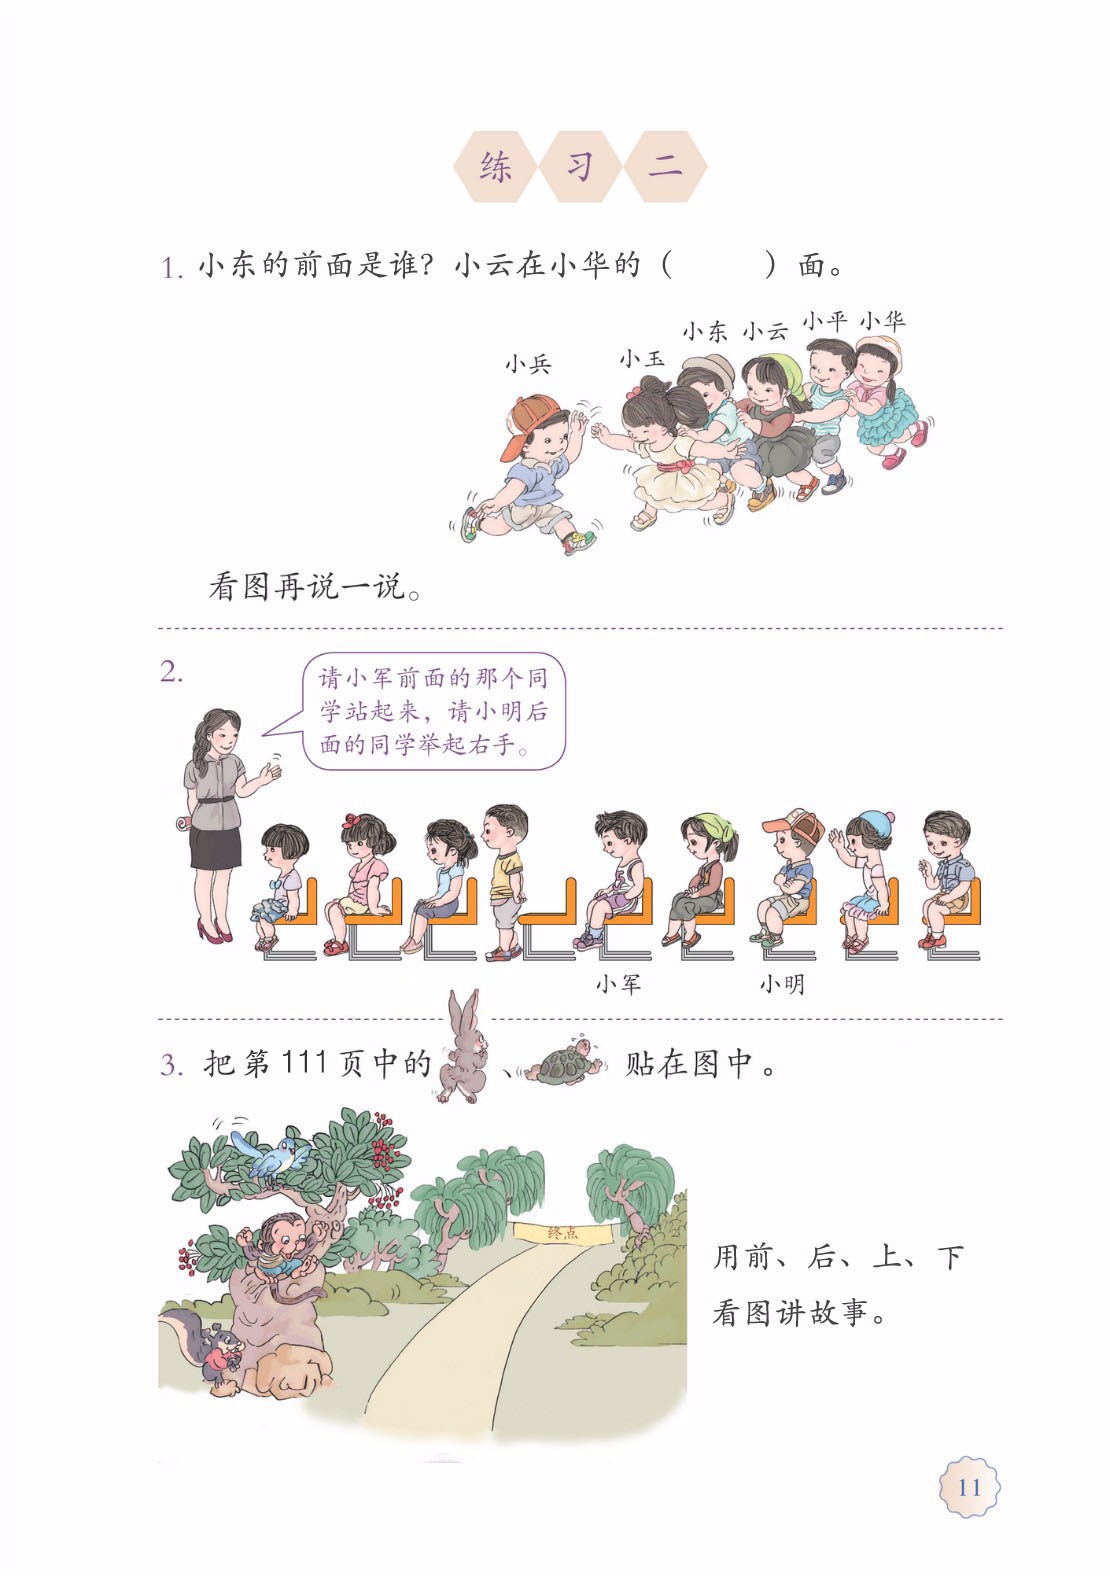 练习二
1. 小东的前面是谁？小云在小华的（　　）面。
小兵 小玉 小东 小云 小平 小华
看图再说一说。
2.
请小军前面的那个同
学站起来，请小明后
面的同学举起右手。
5
小军 小明
3. 把第 111 页中的 、 贴在图中。
终点
用前、后、上、下
看图讲故事。
11